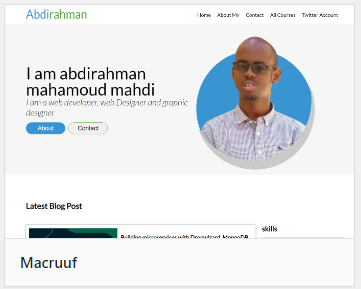 Abdirahman
Home About My Contact All Courses Twitter Account
I am abdirahman
mahamoud mahdi
I am a web developer, web Designer and graphic
designer
About Contact
Latest Blog Post
Building microservices with Dropwizard, MongoDB
skills
Macruuf